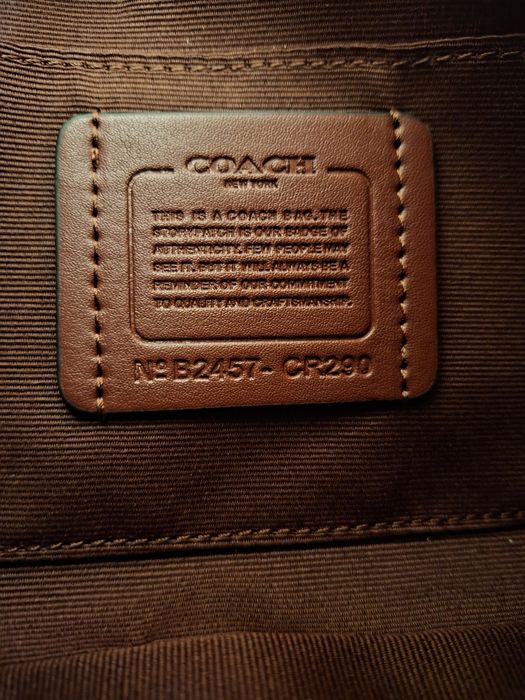 COACH
NEW YORK
THIS IS A COACH BAG. THE
STORYPATCH IS OUR BADGE OF
AUTHENTICITY. FEW PEOPLE MAY
SEE IT, BUT IT WILL ALWAYS BE A
REMINDER OF OUR COMMITMENT
TO QUALITY AND CRAFTSMANSHIP.
Nº B2457- CR290